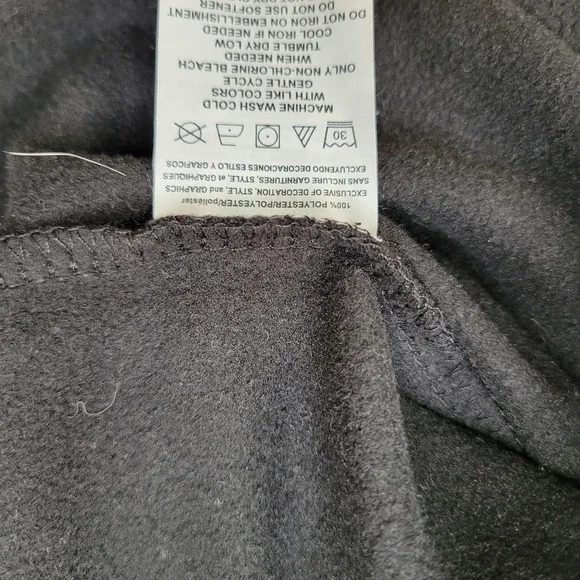 100% POLYESTER/POLYESTER/poliéster
EXCLUSIVE OF DECORATION, STYLE, and GRAPHICS
SANS INCLURE GARNITURES, STYLE, et GRAPHIQUES
EXCLUYENDO DECORACIONES ESTILO Y GRAFICOS
30
MACHINE WASH COLD
WITH LIKE COLORS
GENTLE CYCLE
ONLY NON-CHLORINE BLEACH
WHEN NEEDED
TUMBLE DRY LOW
COOL IRON IF NEEDED
DO NOT IRON ON EMBELLISHMENT
DO NOT USE SOFTENER